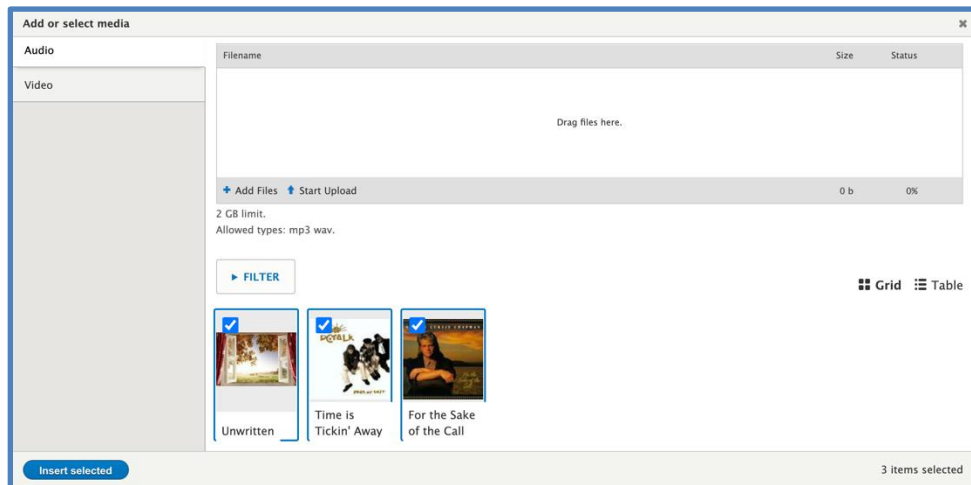 Add or select media
Audio
Video
Filename Size Status
Drag files here.
Add Files Start Upload 0 b 0%
2 GB limit.
Allowed types: mp3 wav.
FILTER
Grid Table
Unwritten
Time is
Tickin' Away
For the Sake
of the Call
Insert selected 3 items selected